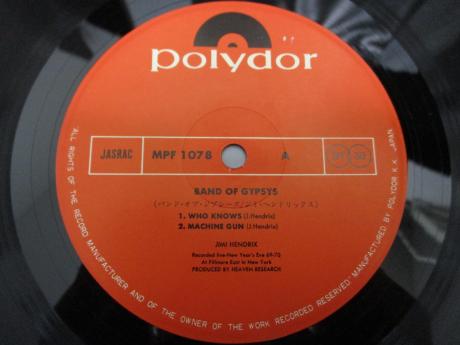 polydor
JASRAC MPF 1078 A 33
BAND OF GYPSYS
(バンド・オブ・ジプシーズ/ジミ・ヘンドリックス)
1. WHO KNOWS (J.Hendrix)
2. MACHINE GUN (J.Hendrix)
JIMI HENDRIX
Recorded live-New Year's Eve 69-70
At Fillmore East in New York
PRODUCED BY HEAVEN RESEARCH
ALL RIGHTS OF THE RECORD MANUFACTURER AND OF THE OWNER OF THE WORK RECORDED RESERVED" MANUFACTURED BY POLYDOR K.K. JAPAN